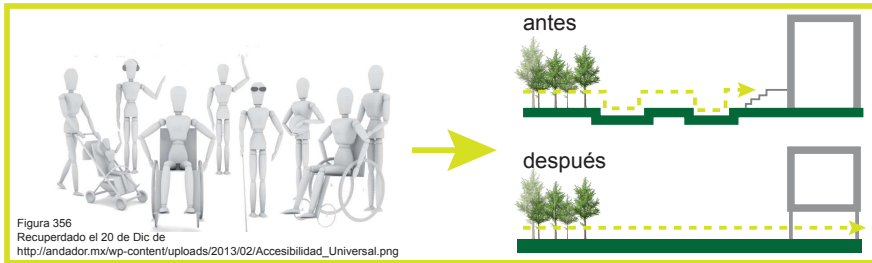 antes
después
Figura 356
Recuperdado el 20 de Dic de
http://andador.mx/wp-content/uploads/2013/02/Accesibilidad_Universal.png